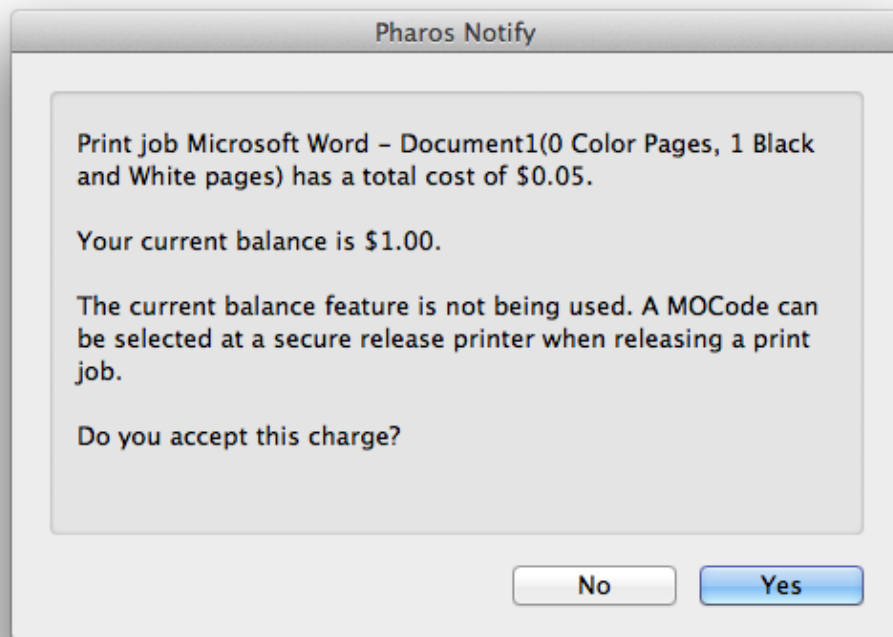 Pharos Notify
Print job Microsoft Word – Document1(0 Color Pages, 1 Black
and White pages) has a total cost of $0.05.
Your current balance is $1.00.
The current balance feature is not being used. A MOCode can
be selected at a secure release printer when releasing a print
job.
Do you accept this charge?
No
Yes